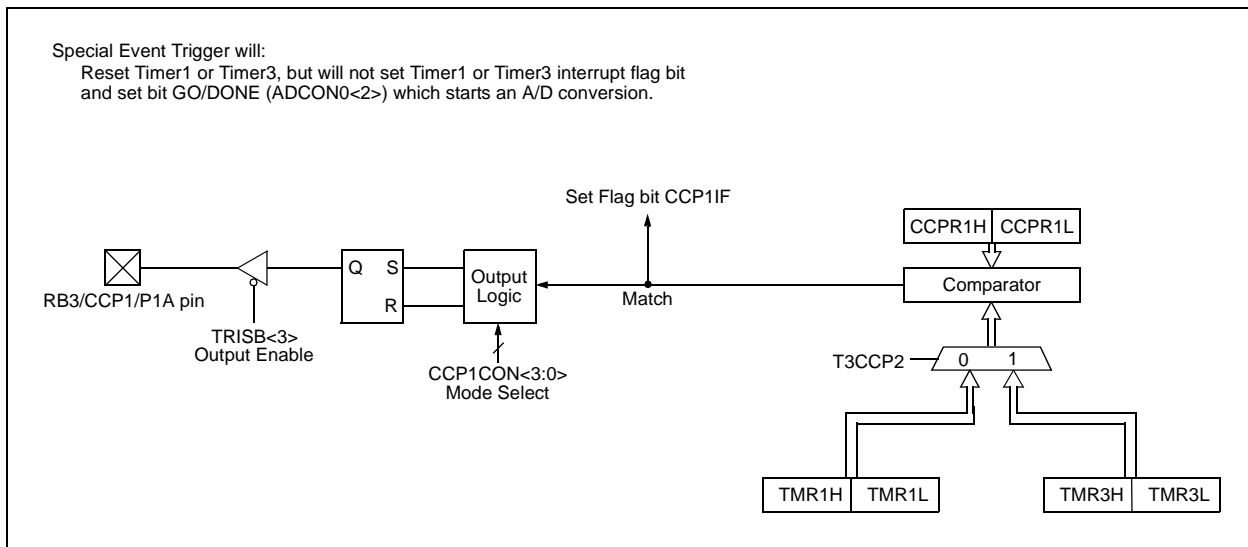 Special Event Trigger will:
Reset Timer1 or Timer3, but will not set Timer1 or Timer3 interrupt flag bit
and set bit GO/DONE (ADCON0<2>) which starts an A/D conversion.
Set Flag bit CCP1IF
CCPR1H CCPR1L
Q S
R
Output
Logic
Match
Comparator
RB3/CCP1/P1A pin
TRISB<3>
Output Enable
CCP1CON<3:0>
Mode Select
T3CCP2
0 1
TMR1H TMR1L
TMR3H TMR3L